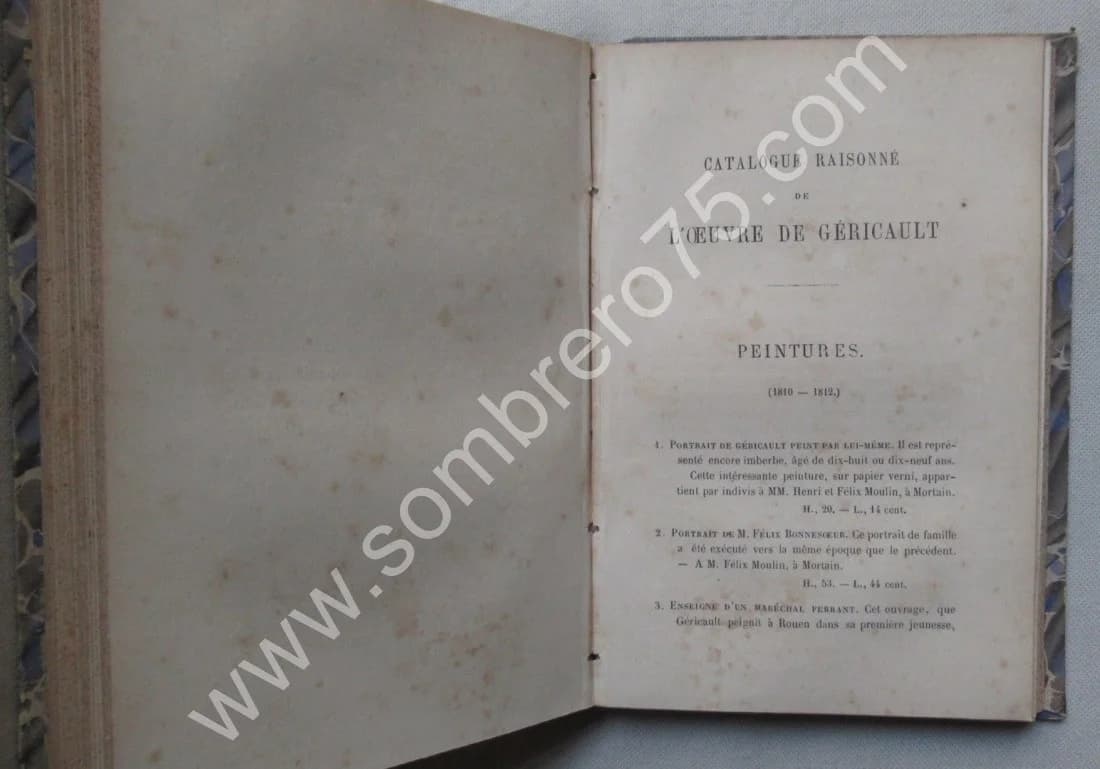 CATALOGUE RAISONNÉ
DE
L'ŒUVRE DE GÉRICAULT
PEINTURES.
(1810 — 1812.)
1. PORTRAIT DE GÉRICAULT PEINT PAR LUI-MÊME. Il est repré-
senté encore imberbe, âgé de dix-huit ou dix-neuf ans.
Cette intéressante peinture, sur papier verni, appar-
tient par indivis à MM. Henri et Félix Moulin, à Mortain.
H., 20. — L., 14 cent.
2. PORTRAIT DE M. FÉLIX BONNESŒUR. Ce portrait de famille
a été exécuté vers la même époque que le précédent.
— A M. Félix Moulin, à Mortain.
H., 53. — L., 44 cent.
3. ENSEIGNE D'UN MARÉCHAL FERRANT. Cet ouvrage, que
Géricault peignit à Rouen dans sa première jeunesse,
www.sombrero75.com